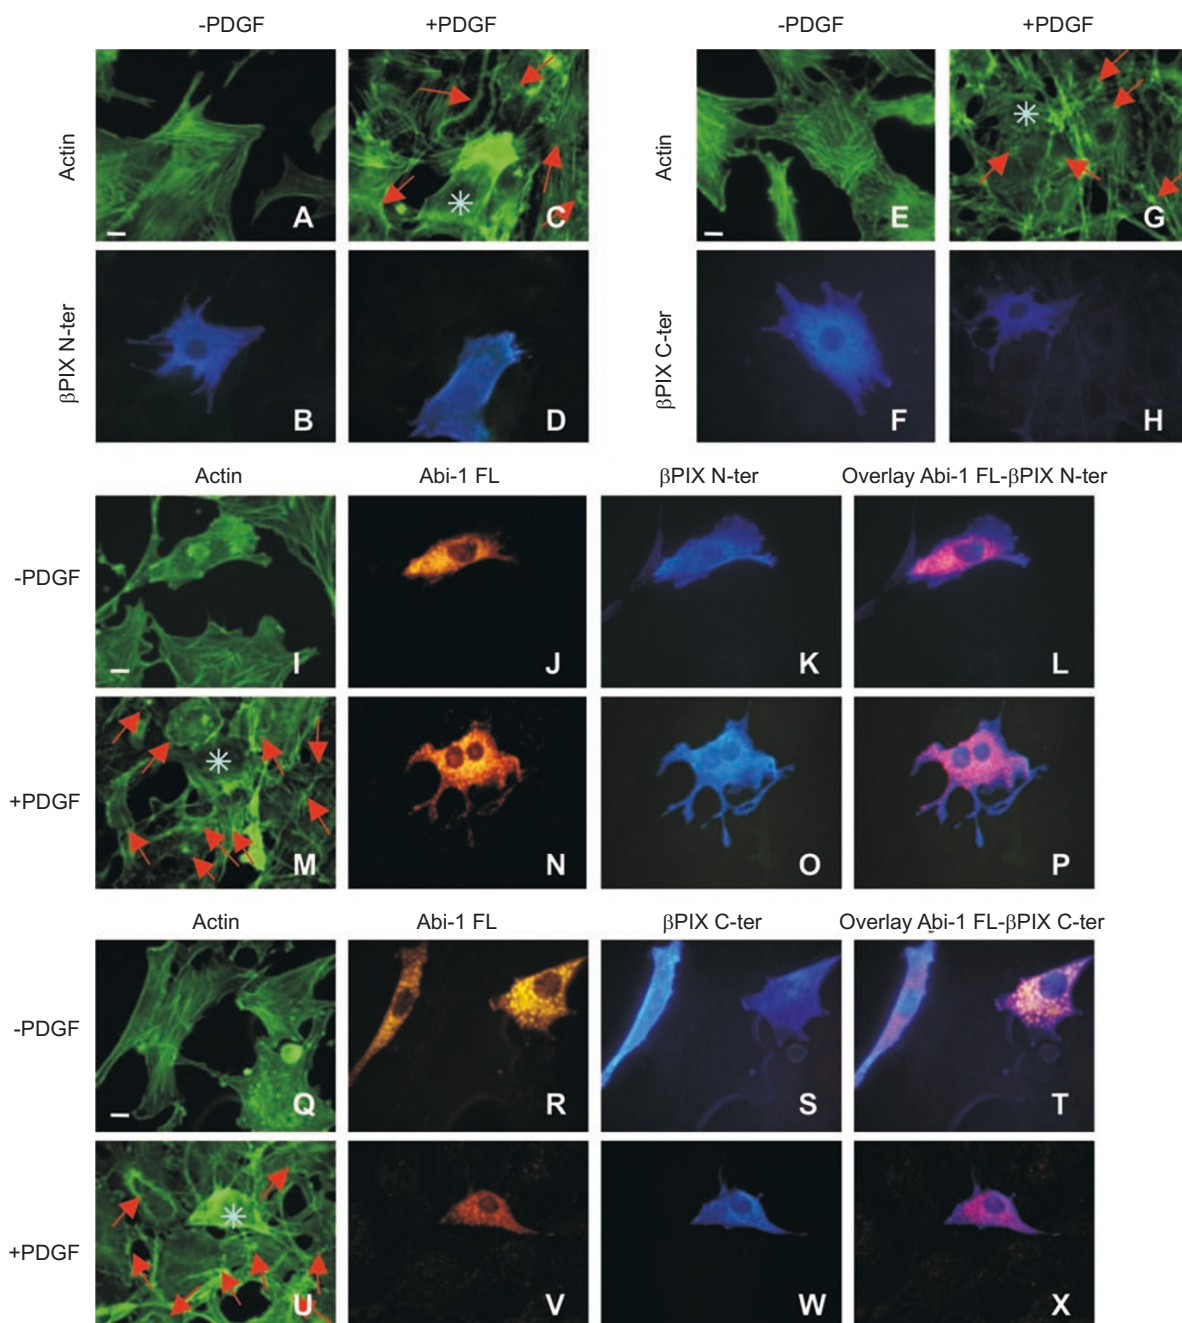 -PDGF +PDGF -PDGF +PDGF
Actin A C Actin E G
βPIX N-ter B D βPIX C-ter F H
Actin Abi-1 FL βPIX N-ter Overlay Abi-1 FL-βPIX N-ter
-PDGF I J K L
+PDGF M N O P
Actin Abi-1 FL βPIX C-ter Overlay Abi-1 FL-βPIX C-ter
-PDGF Q R S T
+PDGF U V W X